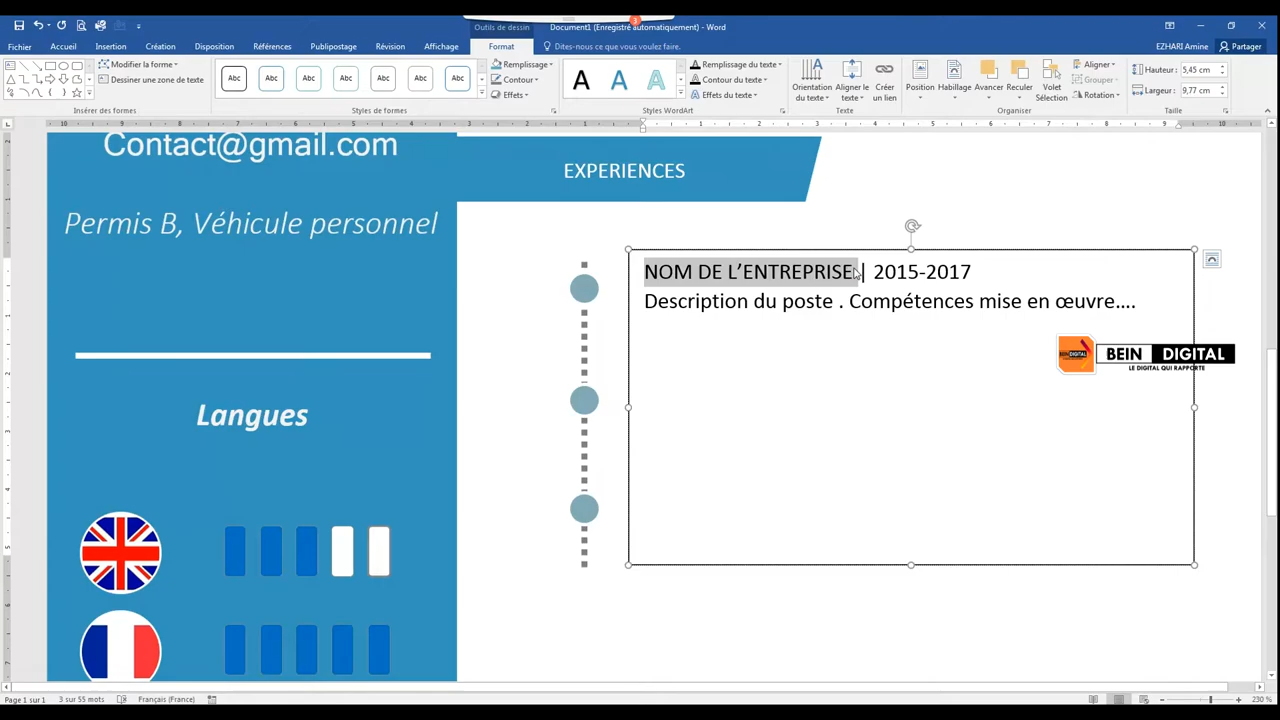 3
Outils de dessin
Document1 (Enregistré automatiquement) - Word
Fichier Accueil Insertion Création Disposition Références Publipostage Révision Affichage Format Dites-nous ce que vous voulez faire. EZHARI Amine Partager
Modifier la forme
Dessiner une zone de texte
Insérer des formes
Abc Abc Abc Abc Abc Abc Abc
Styles de formes
Remplissage
Contour
Effets
A A A
Styles WordArt
Remplissage du texte
Contour du texte
Effets du texte
Orientation du texte
Aligner le texte
Créer un lien
Texte
Position Habillage Avancer Reculer Volet Sélection
Aligner
Grouper
Rotation
Organiser
Hauteur : 5,45 cm
Largeur : 9,77 cm
Taille
Contact@gmail.com
Permis B, Véhicule personnel
Langues
EXPERIENCES
NOM DE L’ENTREPRISE | 2015-2017
Description du poste . Compétences mise en œuvre….
BEIN DIGITAL
LE DIGITAL QUI RAPPORTE
Page 1 sur 1 3 sur 55 mots Français (France) 230 %